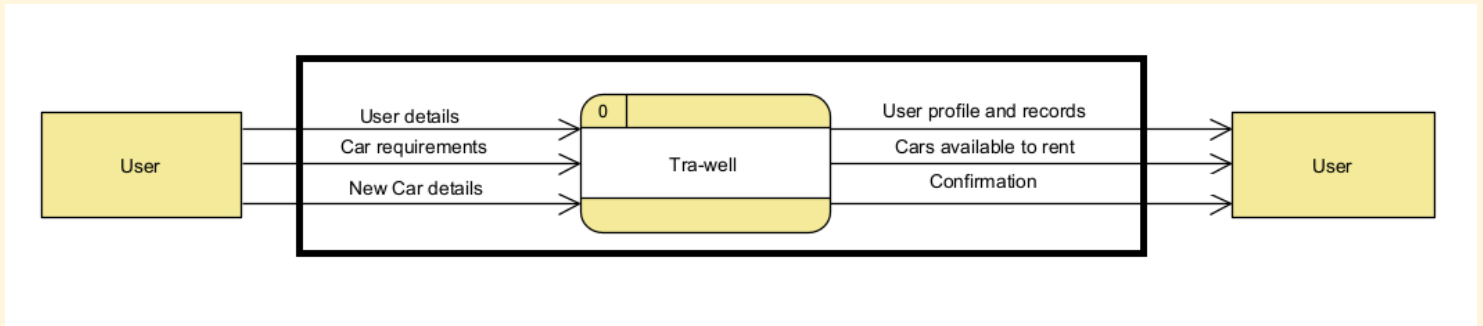 User
User details
Car requirements
New Car details
0
Tra-well
User profile and records
Cars available to rent
Confirmation
User